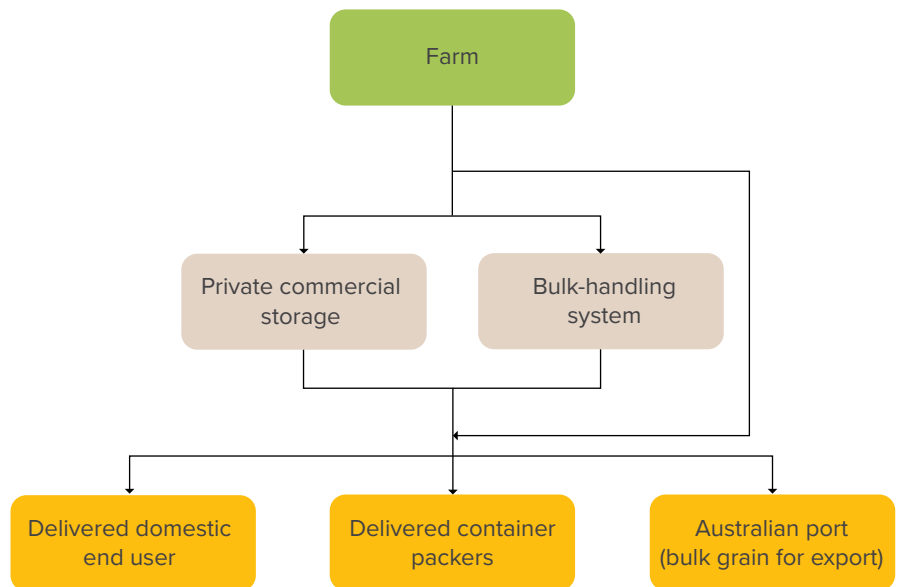 Farm
Private commercial
storage
Bulk-handling
system
Delivered domestic
end user
Delivered container
packers
Australian port
(bulk grain for export)